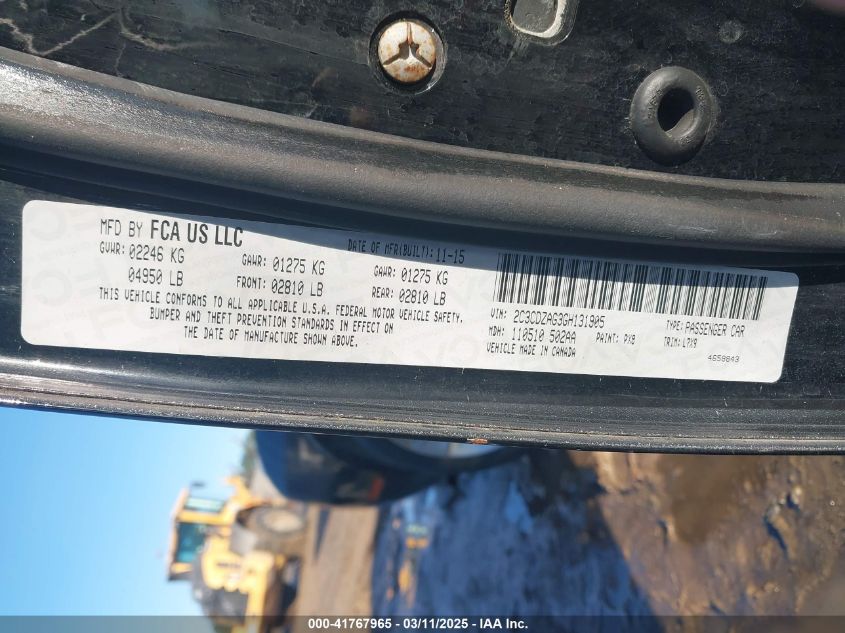 MFD BY FCA US LLC
DATE OF MFR(BUILT): 11-15
GVWR: 02246 KG
GAWR: 01275 KG
GAWR: 01275 KG
04950 LB
FRONT: 02810 LB
REAR: 02810 LB
THIS VEHICLE CONFORMS TO ALL APPLICABLE U.S.A. FEDERAL MOTOR VEHICLE SAFETY,
BUMPER AND THEFT PREVENTION STANDARDS IN EFFECT ON
THE DATE OF MANUFACTURE SHOWN ABOVE.
VIN: 2C3CDZAG3GH131905
TYPE: PASSENGER CAR
MDH: 110510 502AA
PAINT: PX8
TRIM: L7X9
VEHICLE MADE IN CANADA
4658843
000-41767965 - 03/11/2025 - IAA Inc.